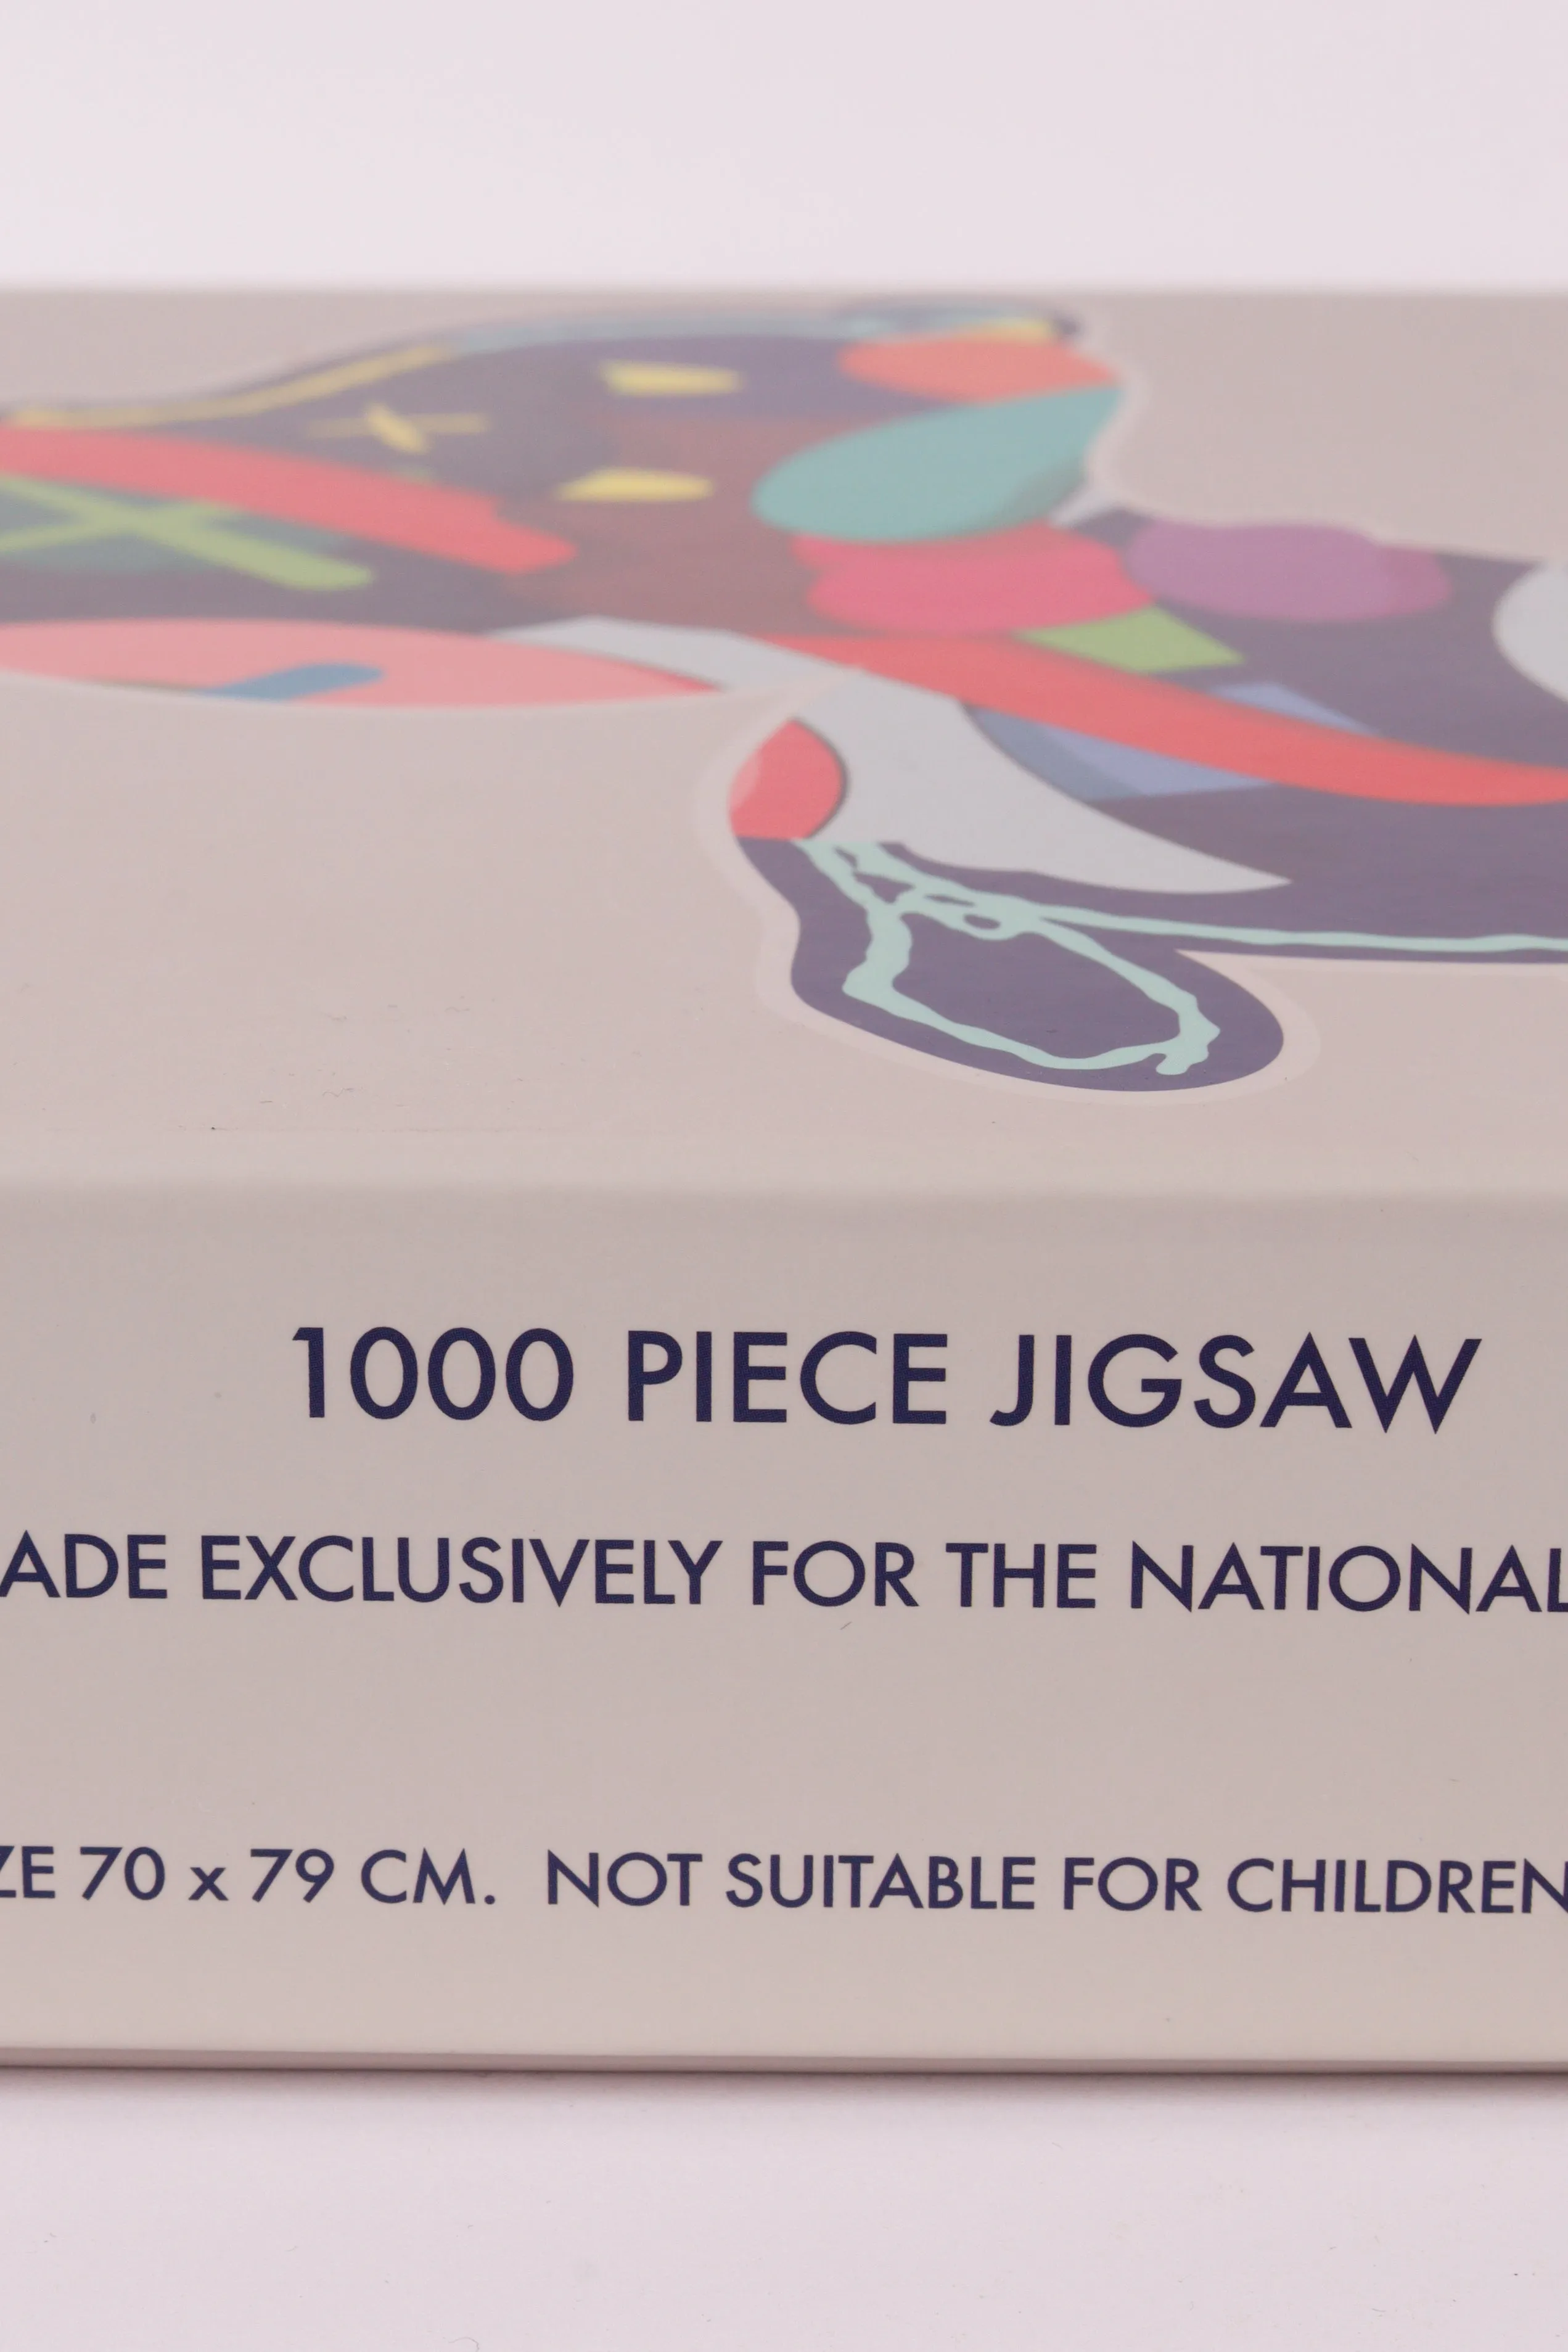 1000 PIECE JIGSAW
ADE EXCLUSIVELY FOR THE NATIONAL
ZE 70 x 79 CM. NOT SUITABLE FOR CHILDREN